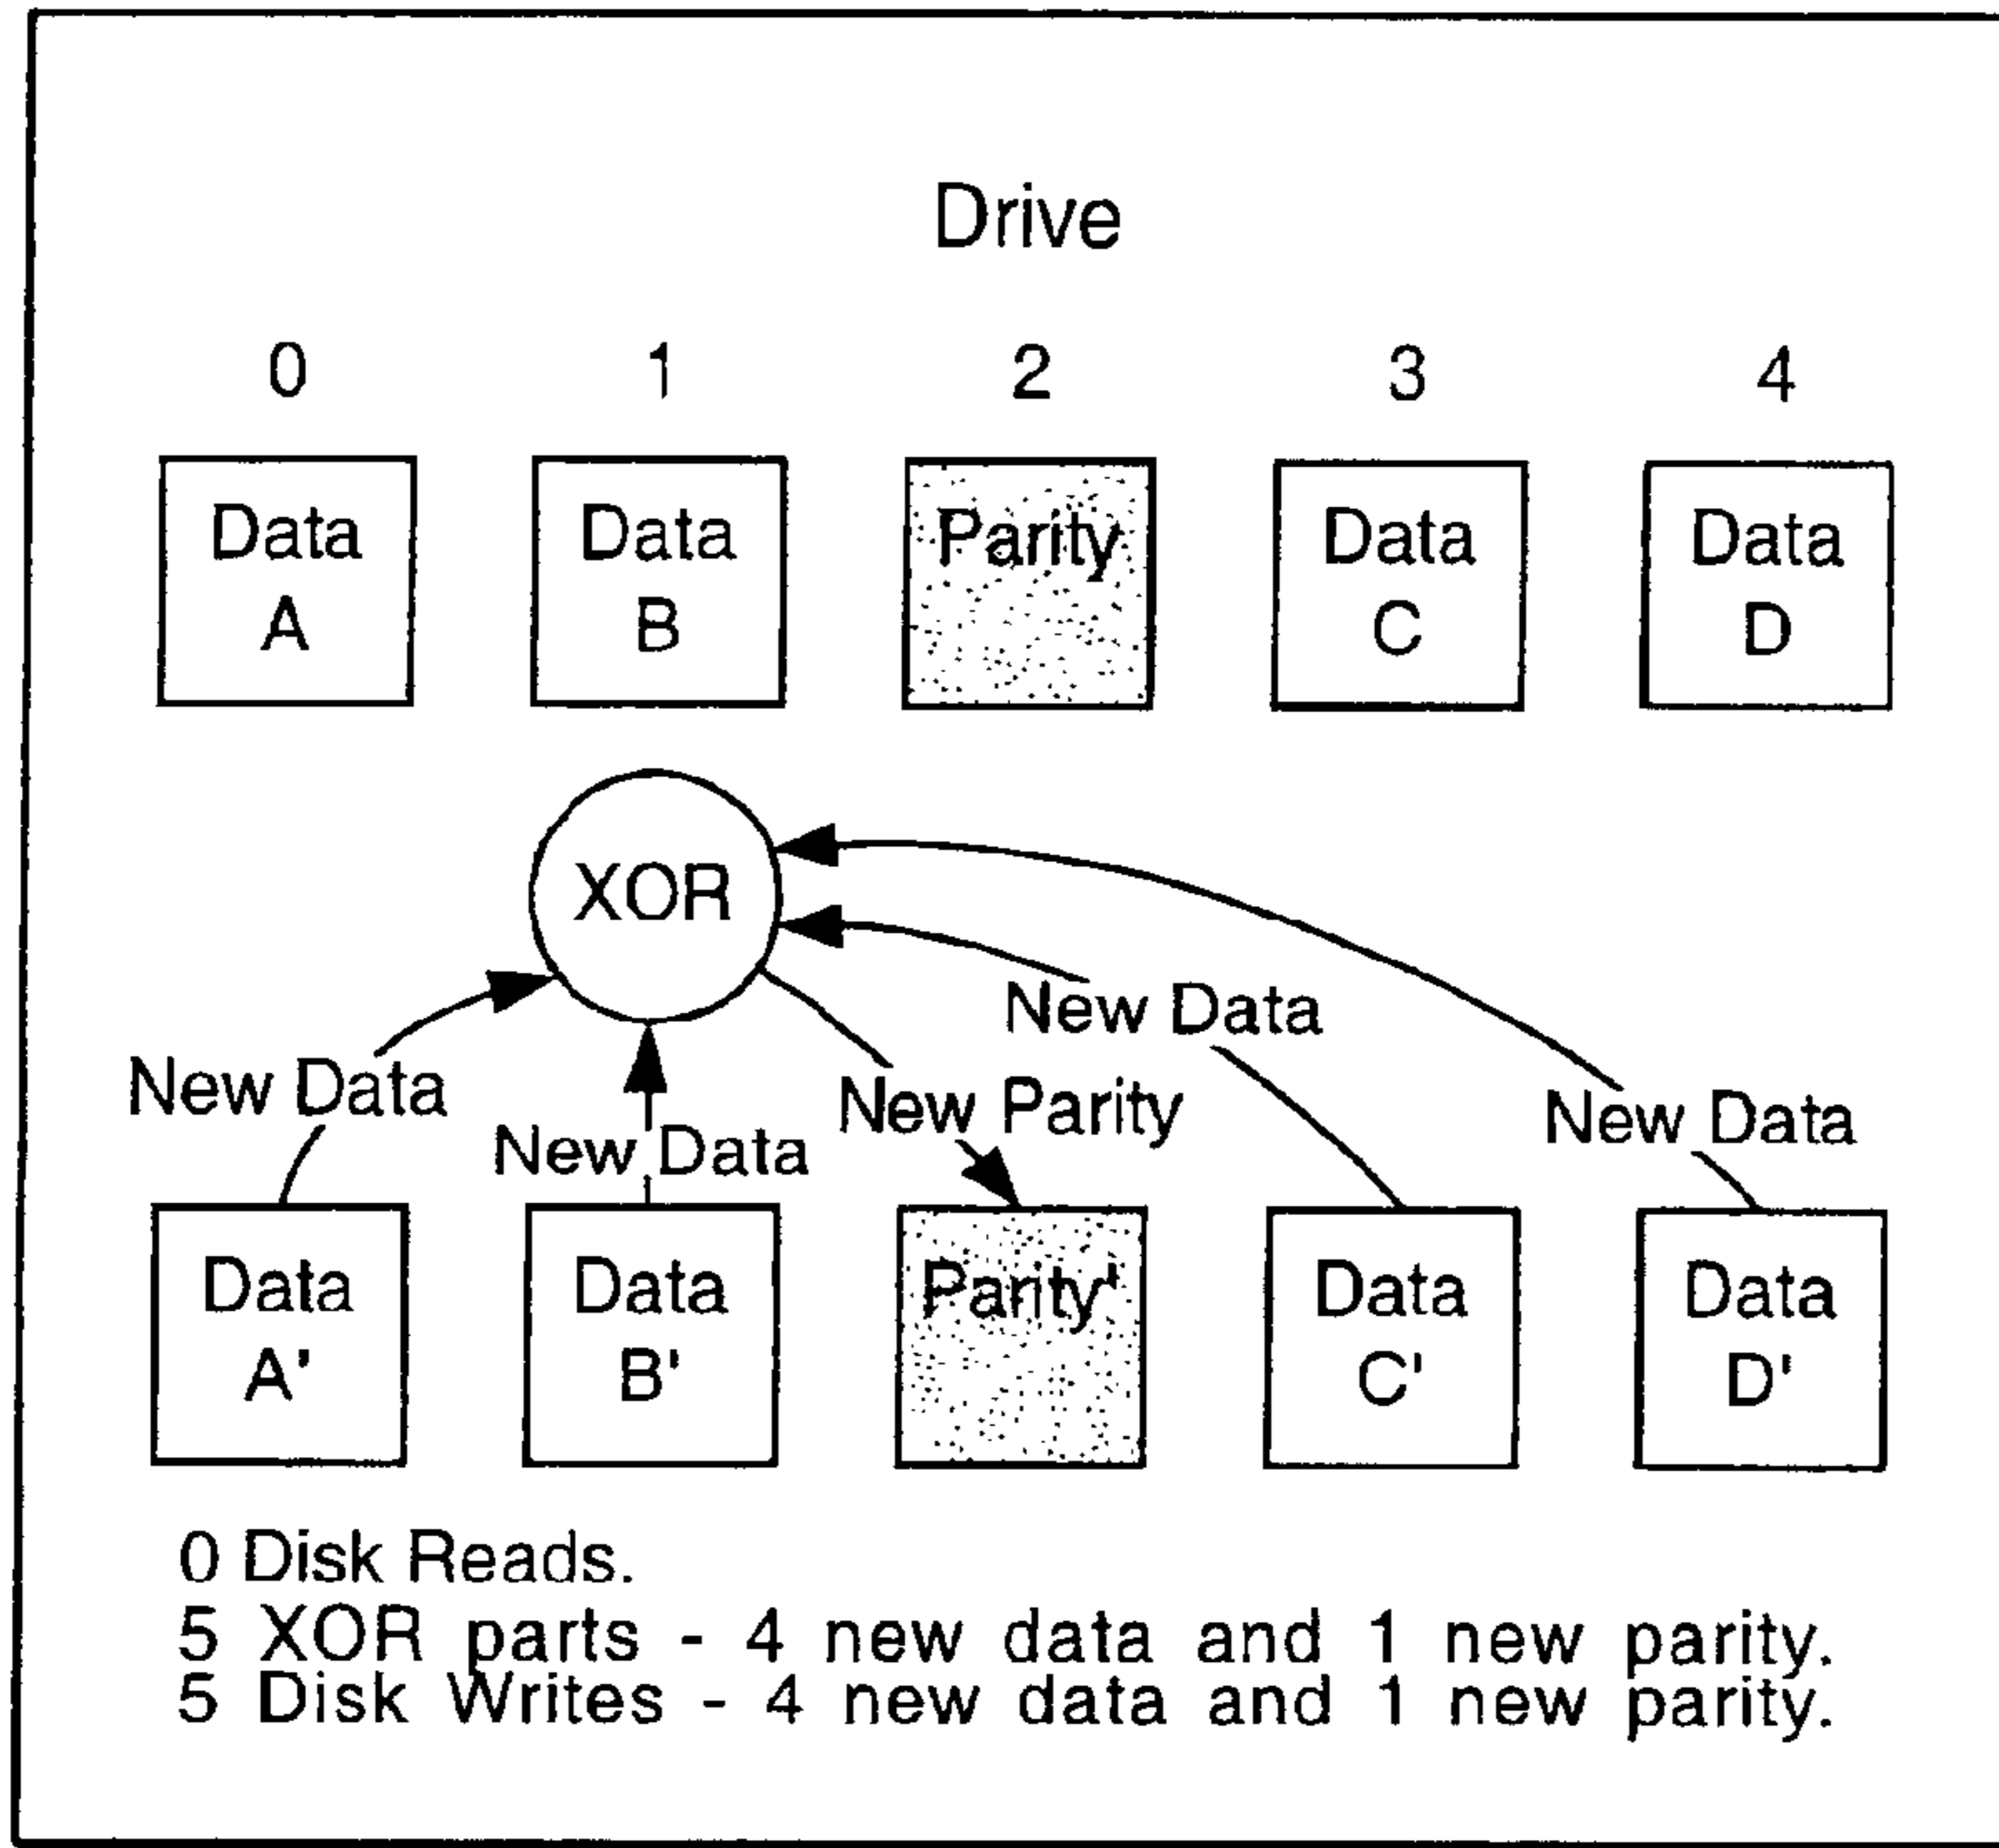 Drive
0 1 2 3 4
Data Data Parity Data Data
A B C D
XOR
New Data
New Data
New Parity
New Data
New Data
Data Data Parity' Data Data
A' B' C' D'
0 Disk Reads.
5 XOR parts - 4 new data and 1 new parity.
5 Disk Writes - 4 new data and 1 new parity.